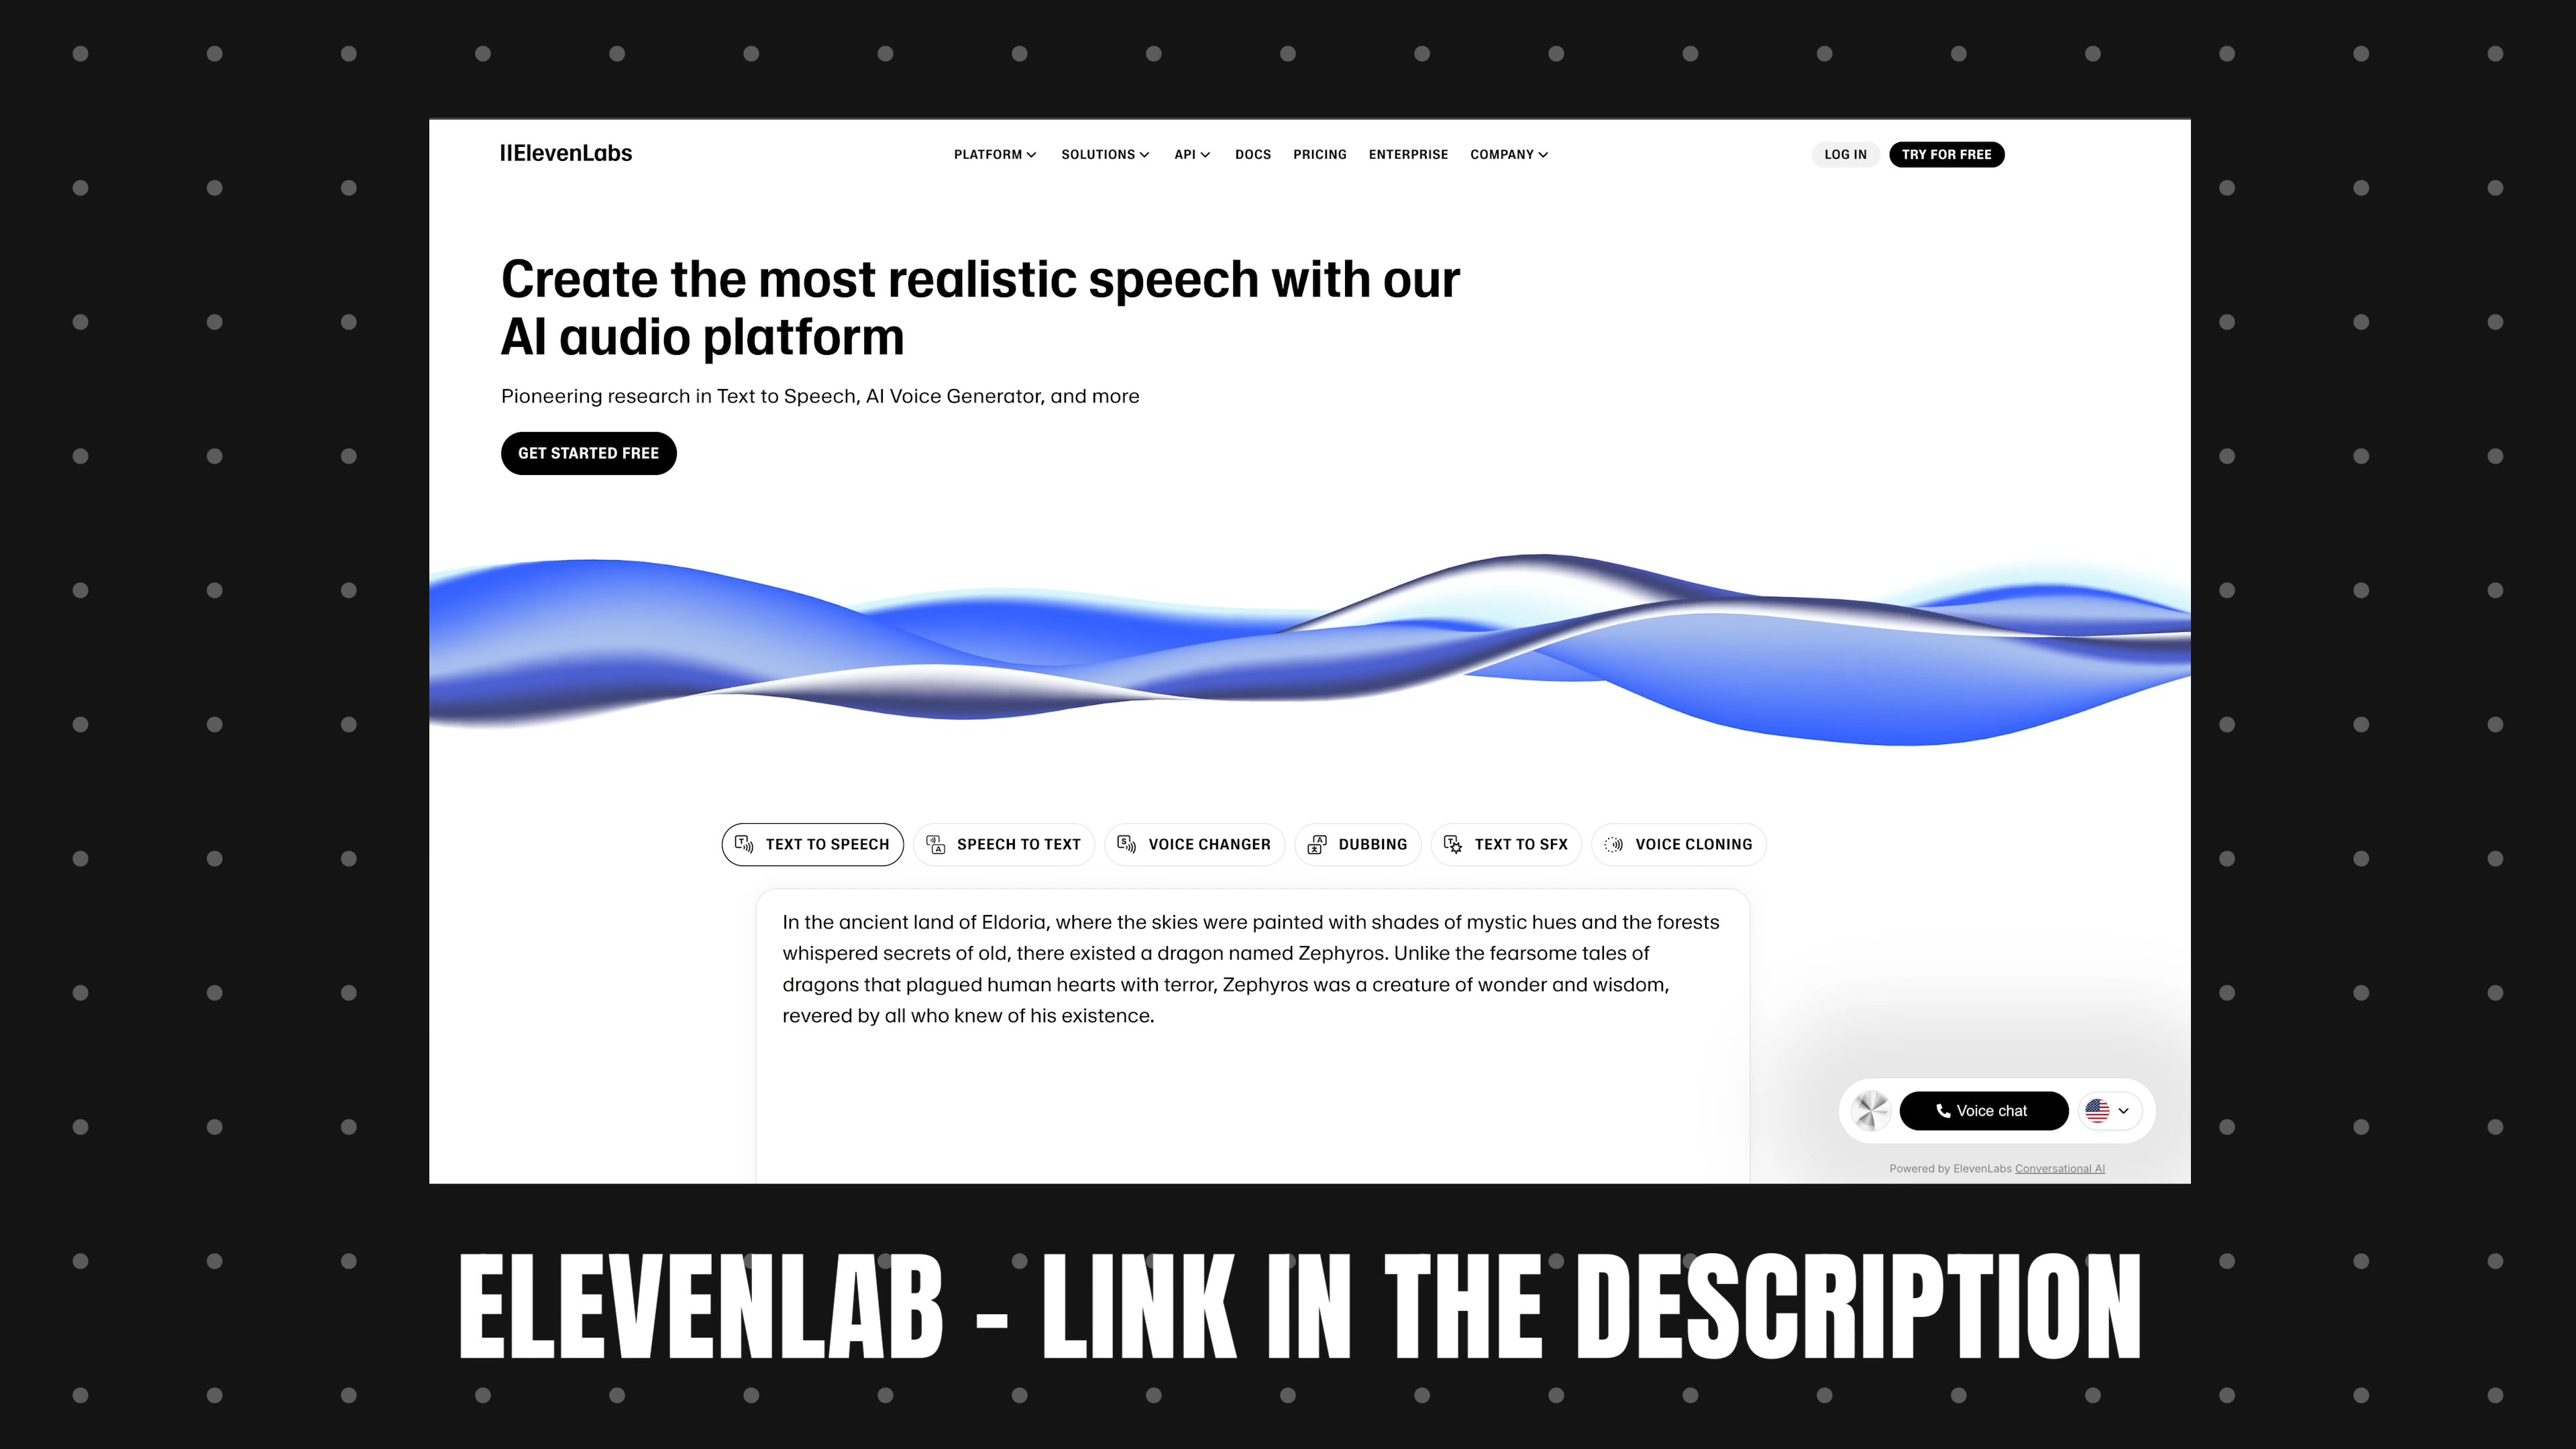 IIElevenLabs
PLATFORM SOLUTIONS API DOCS PRICING ENTERPRISE COMPANY
LOG IN TRY FOR FREE
Create the most realistic speech with our
AI audio platform
Pioneering research in Text to Speech, AI Voice Generator, and more
GET STARTED FREE
TEXT TO SPEECH SPEECH TO TEXT VOICE CHANGER DUBBING TEXT TO SFX VOICE CLONING
In the ancient land of Eldoria, where the skies were painted with shades of mystic hues and the forests
whispered secrets of old, there existed a dragon named Zephyros. Unlike the fearsome tales of
dragons that plagued human hearts with terror, Zephyros was a creature of wonder and wisdom,
revered by all who knew of his existence.
Voice chat
Powered by ElevenLabs Conversational AI
ELEVENLAB - LINK IN THE DESCRIPTION